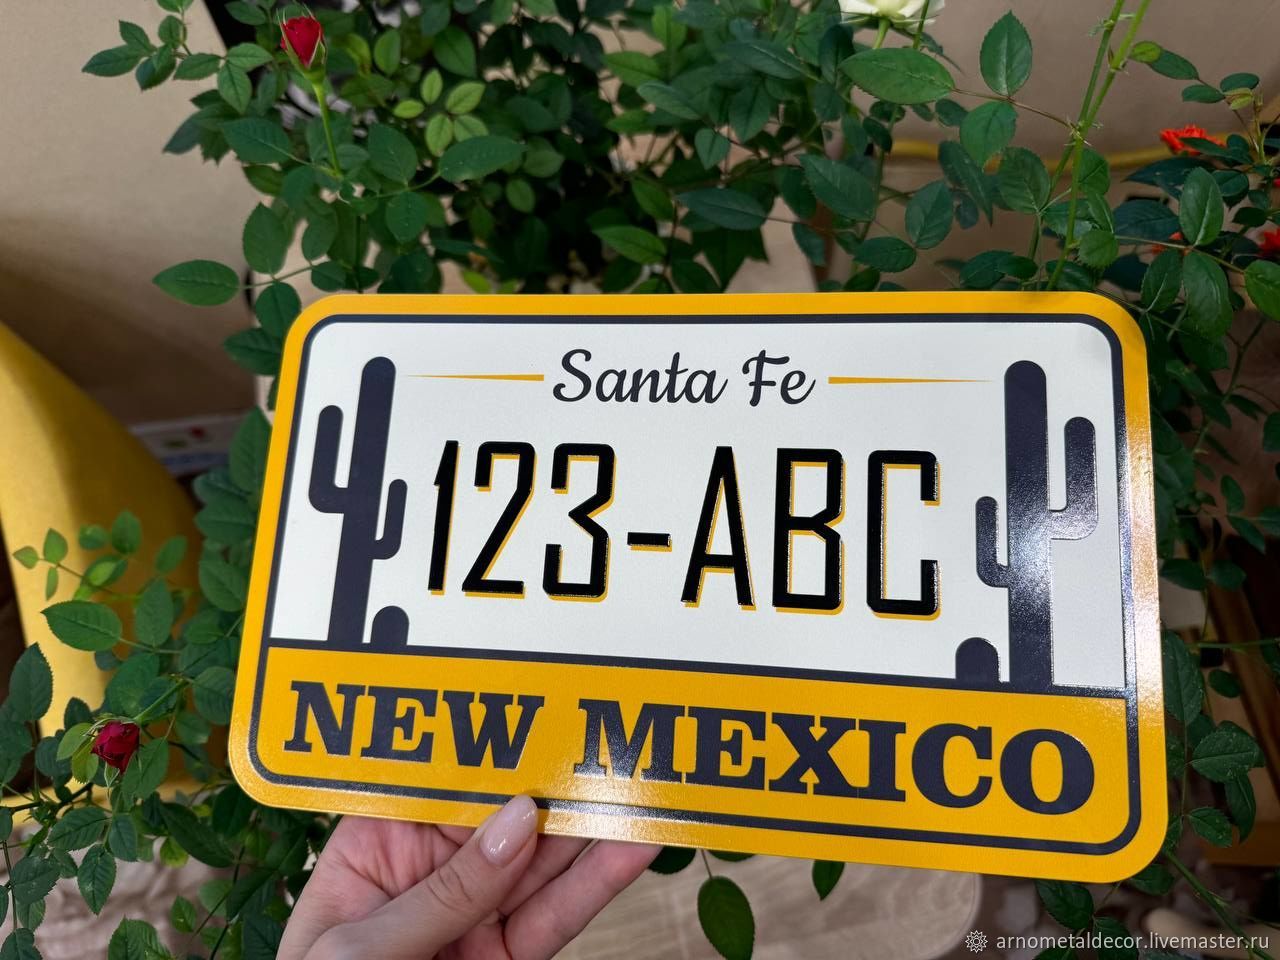 Santa Fe
123-ABC
NEW MEXICO
arnometaldecor.livemaster.ru